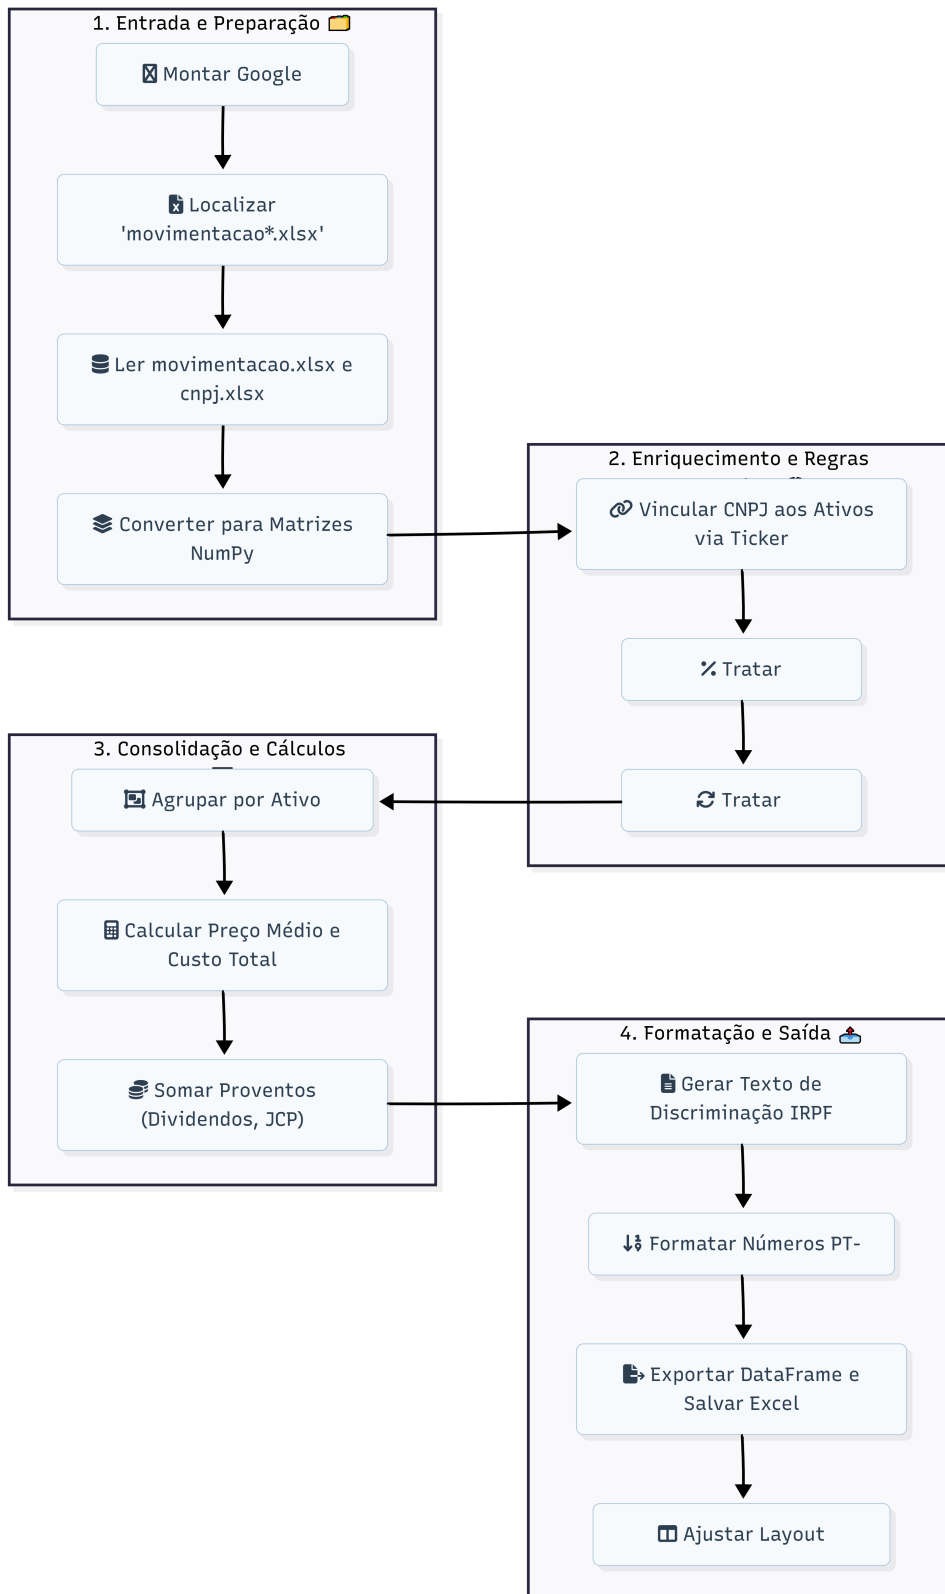 1. Entrada e Preparação
Montar Google
Localizar
'movimentacao*.xlsx'
Ler movimentacao.xlsx e
cnpj.xlsx
Converter para Matrizes
NumPy
2. Enriquecimento e Regras
Vincular CNPJ aos Ativos
via Ticker
Tratar
Tratar
3. Consolidação e Cálculos
Agrupar por Ativo
Calcular Preço Médio e
Custo Total
Somar Proventos
(Dividendos, JCP)
4. Formatação e Saída
Gerar Texto de
Discriminação IRPF
Formatar Números PT-
Exportar DataFrame e
Salvar Excel
Ajustar Layout